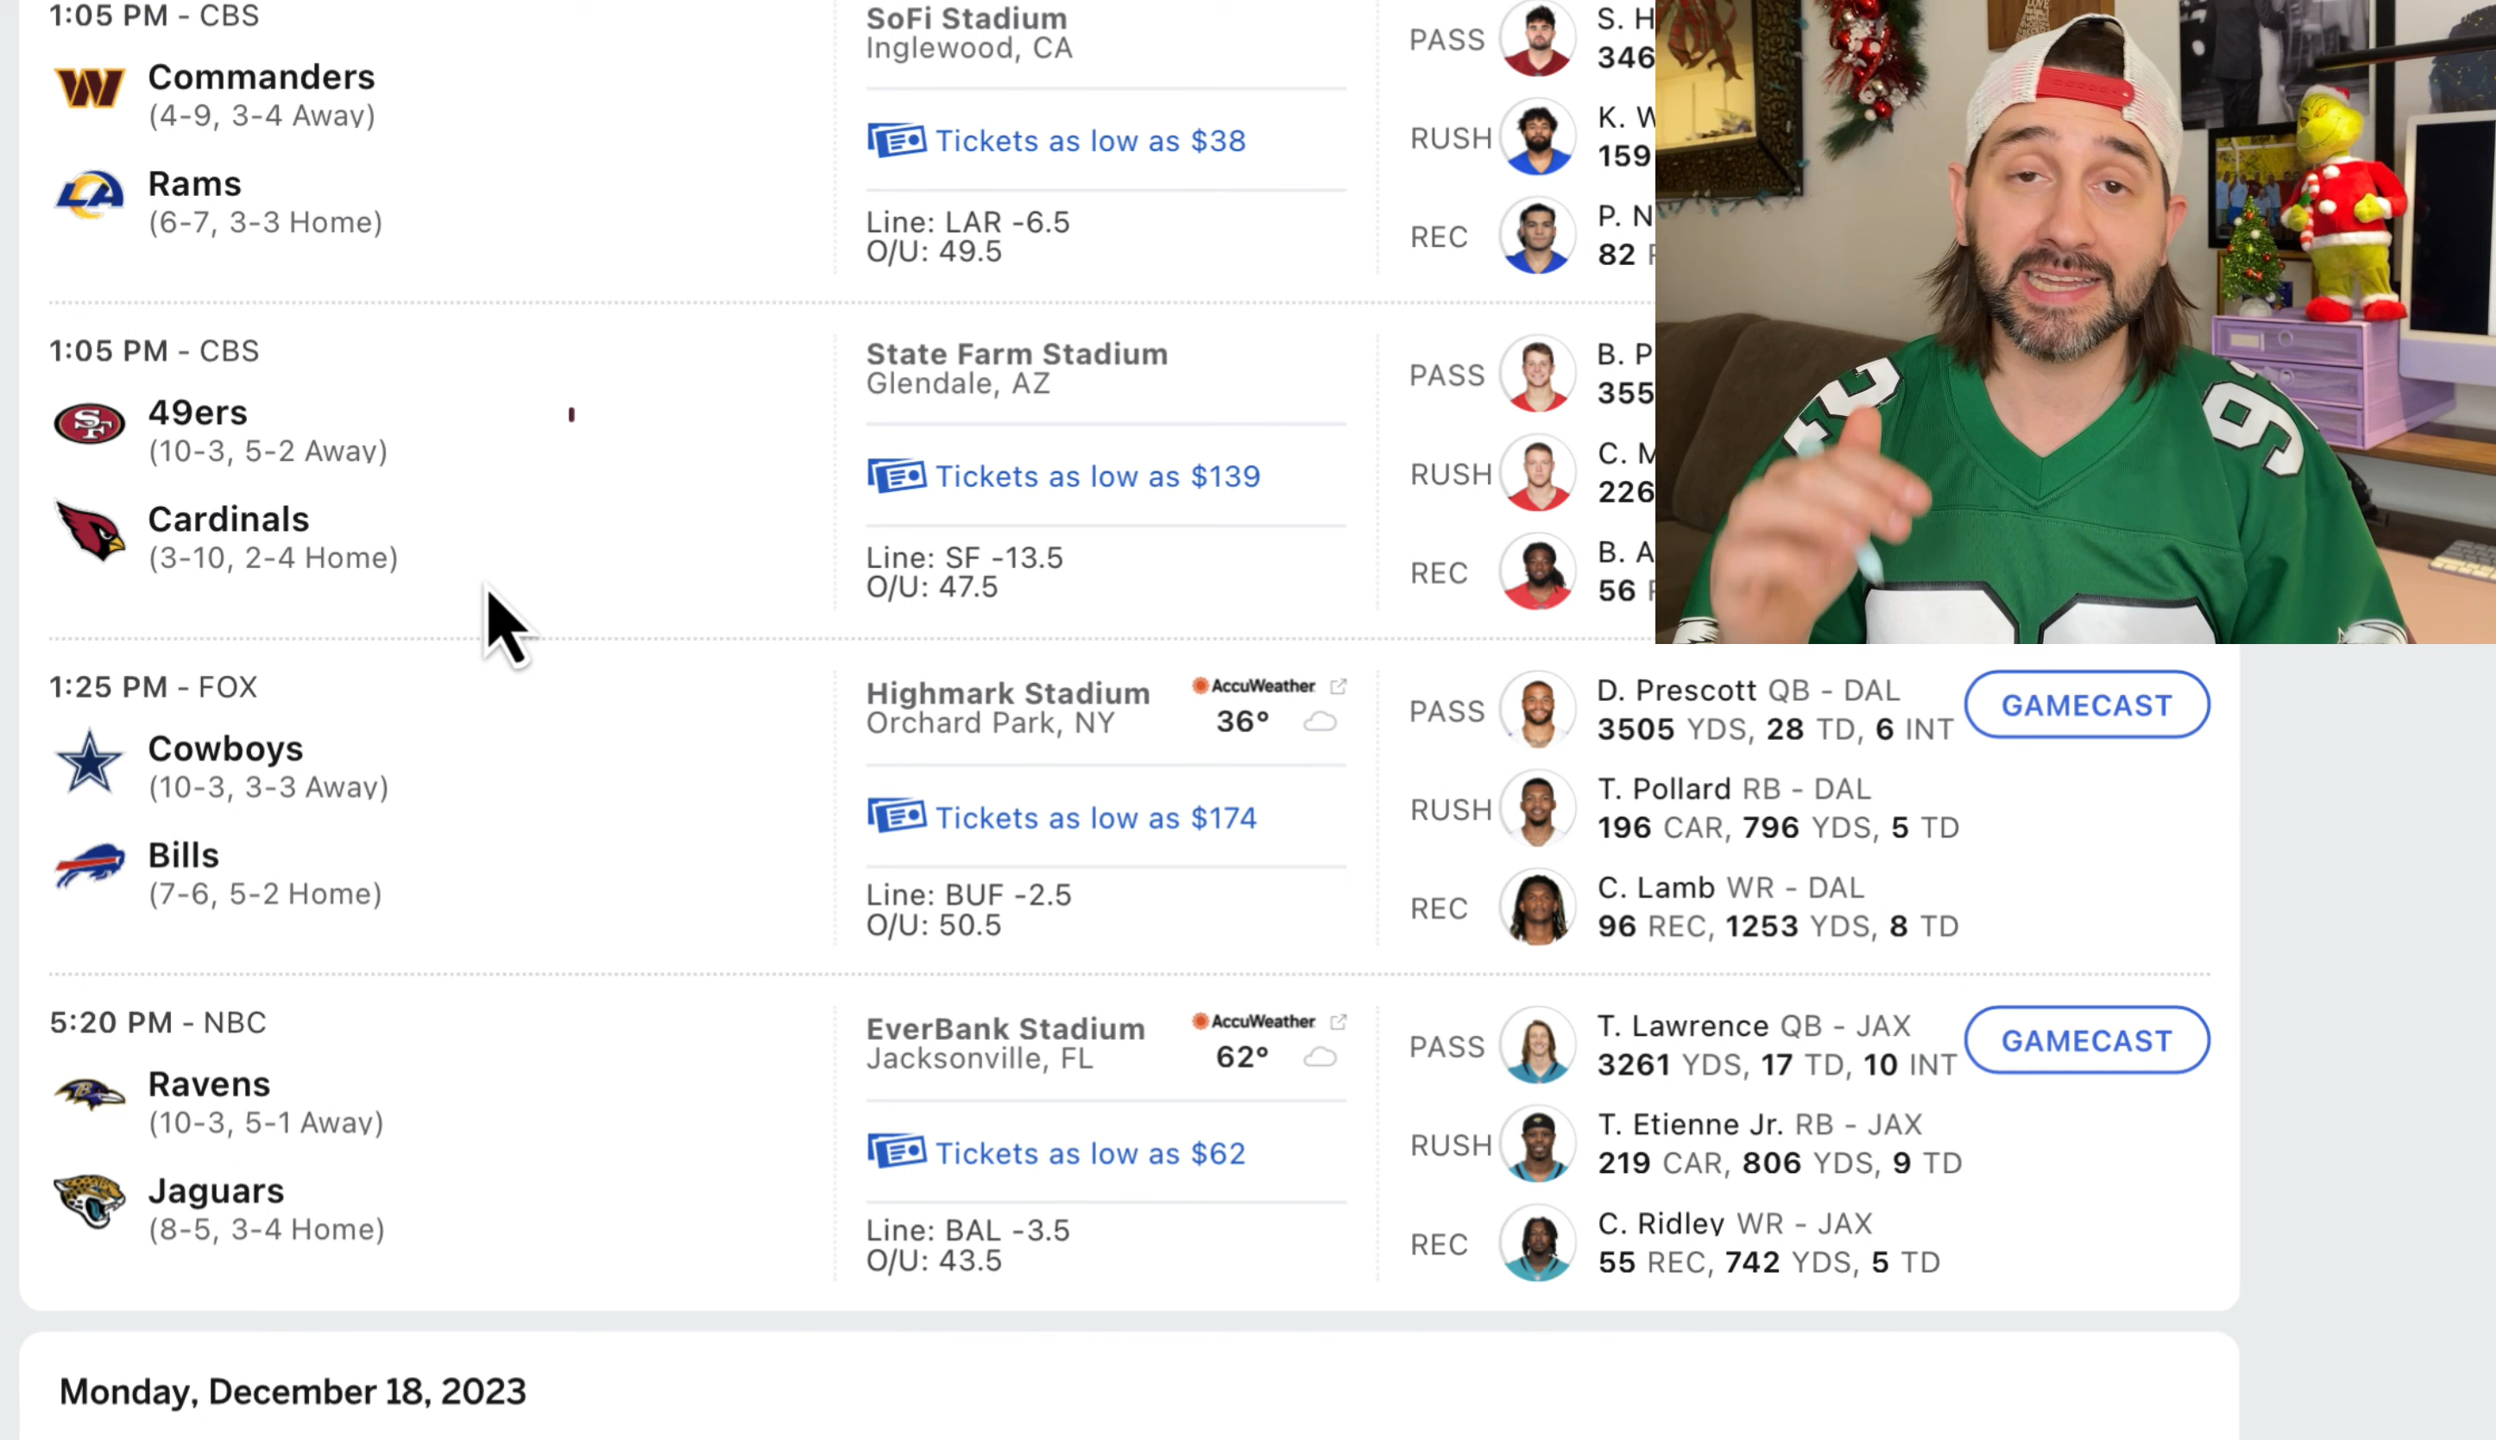 1:05 PM - CBS
Commanders
(4-9, 3-4 Away)
Rams
(6-7, 3-3 Home)
SoFi Stadium
Inglewood, CA
Tickets as low as $38
Line: LAR -6.5
O/U: 49.5
PASS
S. H
346
RUSH
K. W
159
REC
P. N
82
1:05 PM - CBS
49ers
(10-3, 5-2 Away)
Cardinals
(3-10, 2-4 Home)
State Farm Stadium
Glendale, AZ
Tickets as low as $139
Line: SF -13.5
O/U: 47.5
PASS
B. P
355
RUSH
C. M
226
REC
B. A
56
1:25 PM - FOX
Cowboys
(10-3, 3-3 Away)
Bills
(7-6, 5-2 Home)
Highmark Stadium
Orchard Park, NY
AccuWeather
36°
Tickets as low as $174
Line: BUF -2.5
O/U: 50.5
PASS
D. Prescott QB - DAL
3505 YDS, 28 TD, 6 INT
RUSH
T. Pollard RB - DAL
196 CAR, 796 YDS, 5 TD
REC
C. Lamb WR - DAL
96 REC, 1253 YDS, 8 TD
GAMECAST
5:20 PM - NBC
Ravens
(10-3, 5-1 Away)
Jaguars
(8-5, 3-4 Home)
EverBank Stadium
Jacksonville, FL
AccuWeather
62°
Tickets as low as $62
Line: BAL -3.5
O/U: 43.5
PASS
T. Lawrence QB - JAX
3261 YDS, 17 TD, 10 INT
RUSH
T. Etienne Jr. RB - JAX
219 CAR, 806 YDS, 9 TD
REC
C. Ridley WR - JAX
55 REC, 742 YDS, 5 TD
GAMECAST
Monday, December 18, 2023